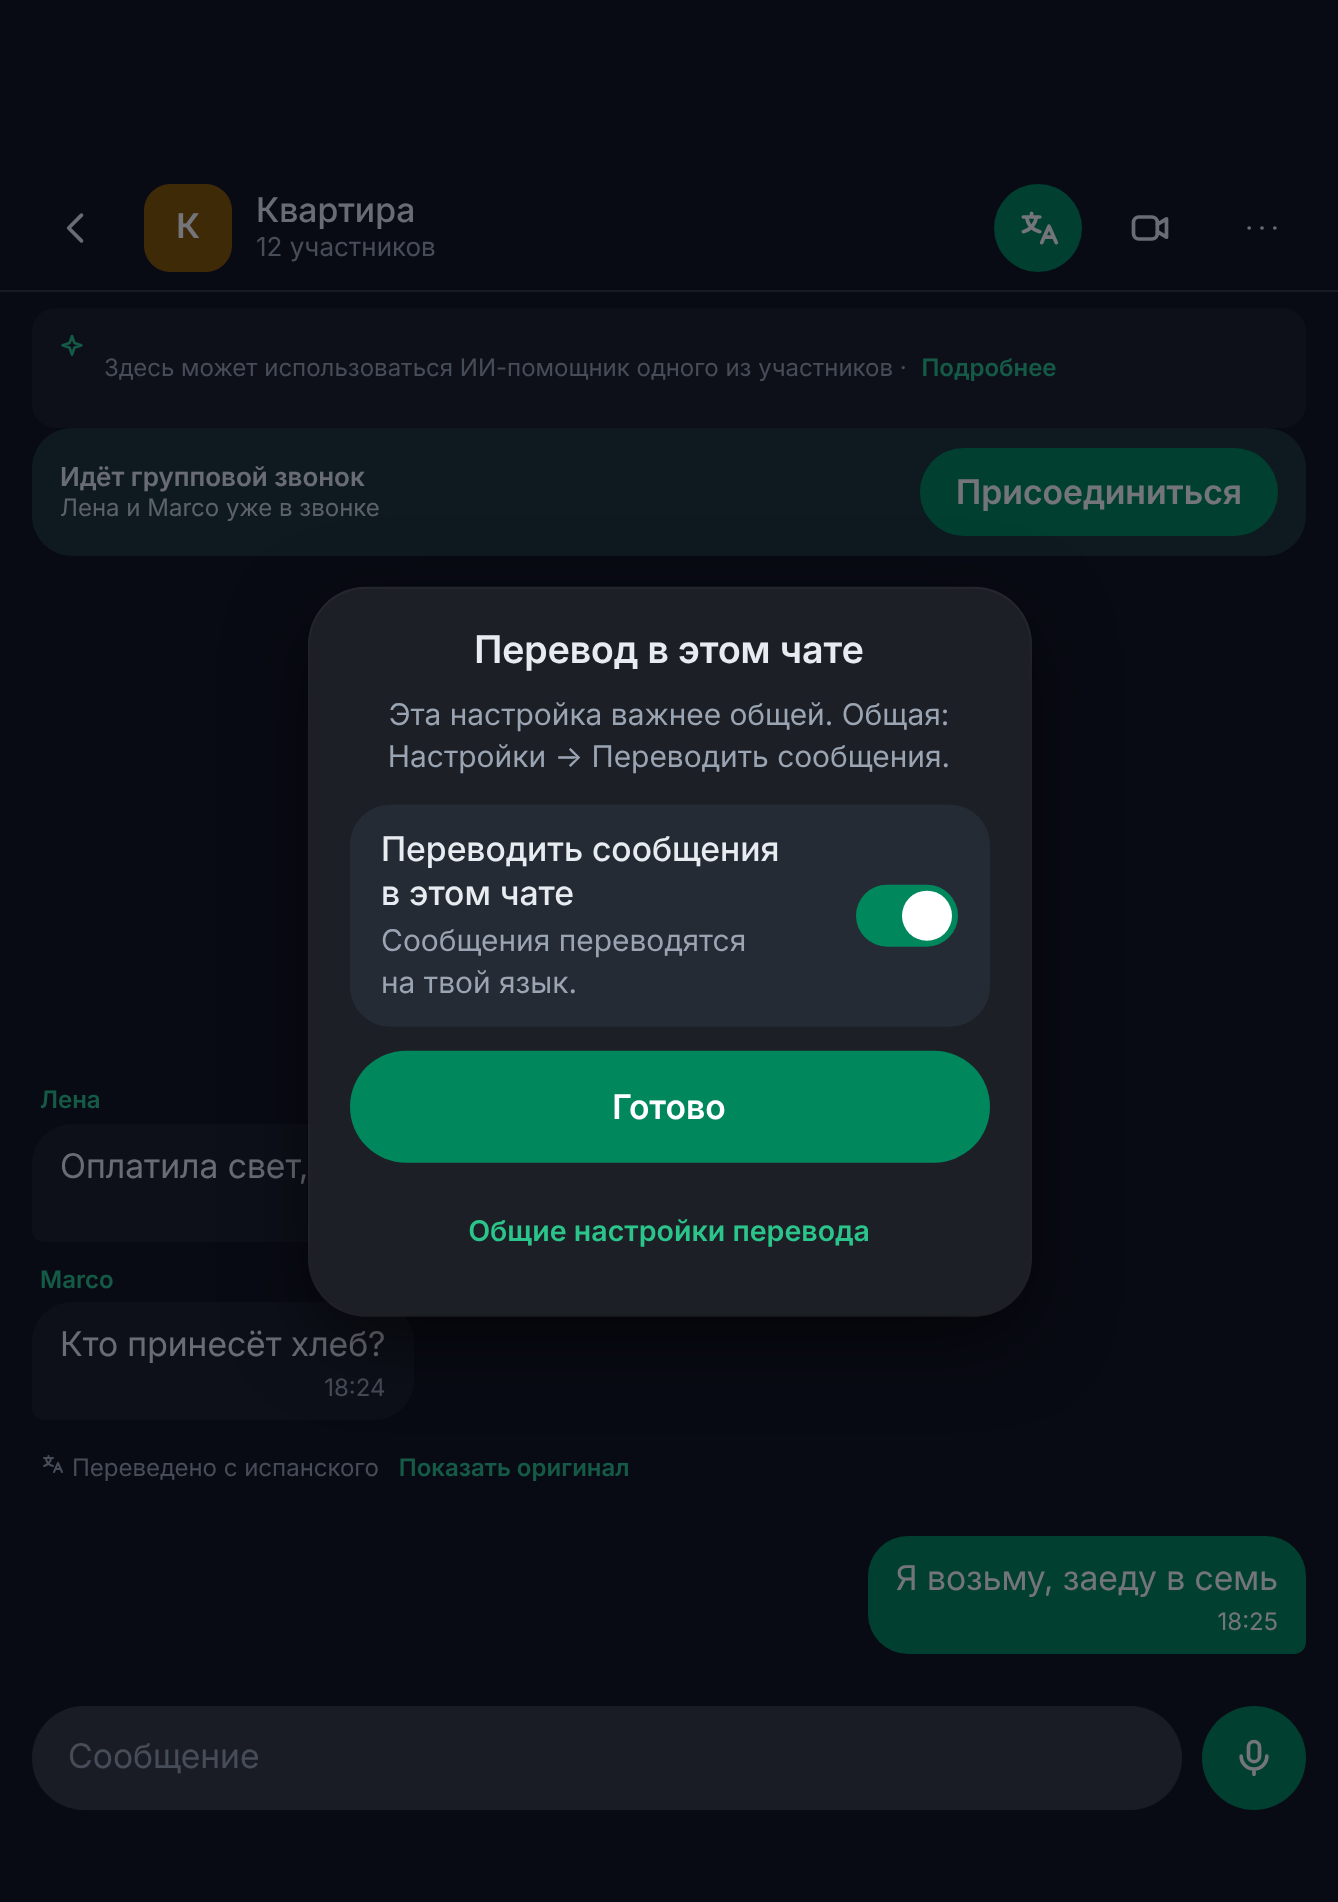 К
Квартира
12 участников
Здесь может использоваться ИИ-помощник одного из участников · Подробнее
Идёт групповой звонок
Лена и Marco уже в звонке
Присоединиться
Перевод в этом чате
Эта настройка важнее общей. Общая:
Настройки → Переводить сообщения.
Переводить сообщения
в этом чате
Сообщения переводятся
на твой язык.
Готово
Общие настройки перевода
Лена
Оплатила свет,
Marco
Кто принесёт хлеб?
18:24
Переведено с испанского Показать оригинал
Я возьму, заеду в семь
18:25
Сообщение